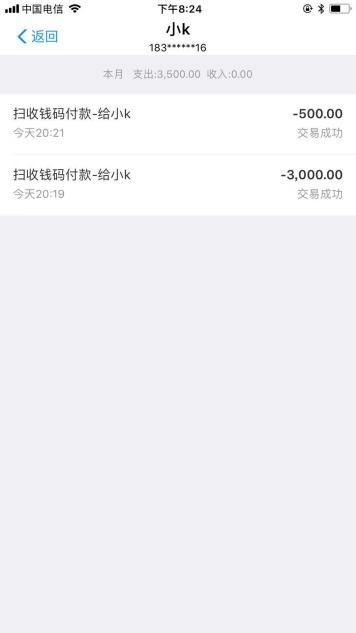 中国电信 下午8:24
返回 小k
183******16
本月 支出:3,500.00 收入:0.00
扫收钱码付款-给小k -500.00
今天20:21 交易成功
扫收钱码付款-给小k -3,000.00
今天20:19 交易成功